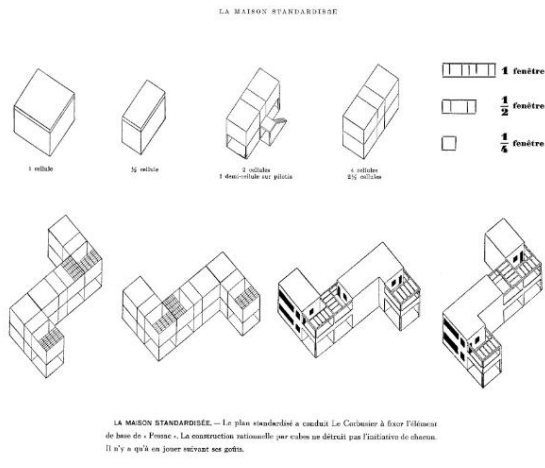 LA MAISON STANDARDISÉE
1 fenêtre
1/2 fenêtre
1/4 fenêtre
1 cellule
½ cellule
2 cellules
1 demi-cellule sur pilotis
4 cellules
2½ cellules
LA MAISON STANDARDISÉE. — Le plan standardisé a conduit Le Corbusier à fixer l'élément
de base de « Pessac ». La construction rationnelle par cubes ne détruit pas l'initiative de chacun.
Il n'y a qu'à en jouer suivant ses goûts.